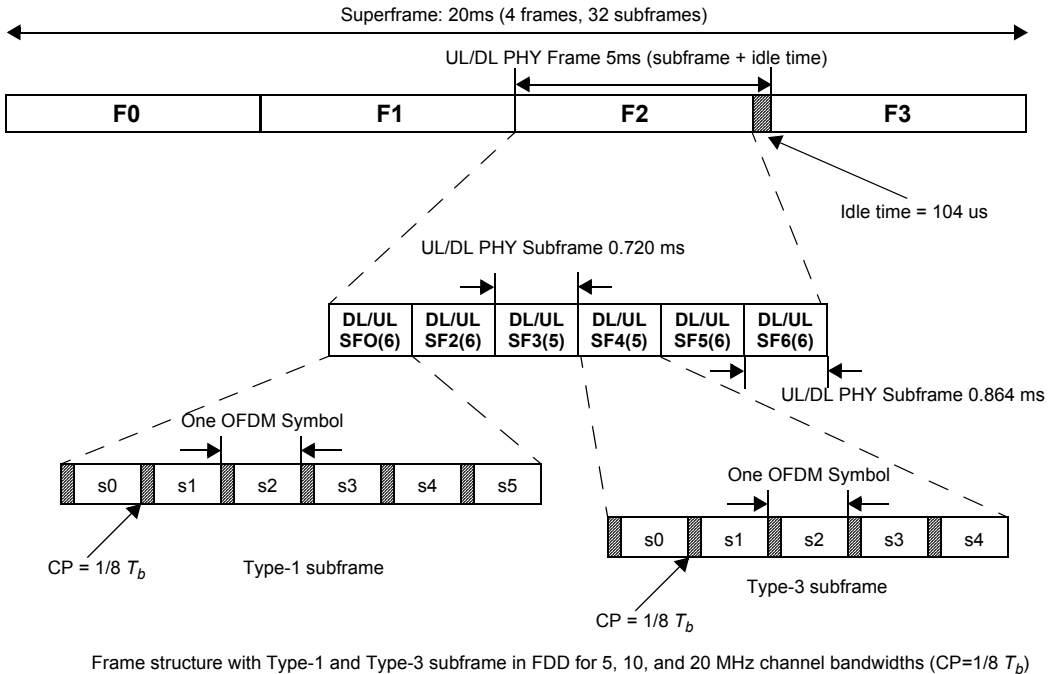 Superframe: 20ms (4 frames, 32 subframes)
UL/DL PHY Frame 5ms (subframe + idle time)
F0 F1 F2 F3
Idle time = 104 us
UL/DL PHY Subframe 0.720 ms
DL/UL DL/UL DL/UL DL/UL DL/UL DL/UL
SFO(6) SF2(6) SF3(5) SF4(5) SF5(6) SF6(6)
UL/DL PHY Subframe 0.864 ms
One OFDM Symbol
s0 s1 s2 s3 s4 s5
One OFDM Symbol
s0 s1 s2 s3 s4
CP = 1/8 Tb
Type-1 subframe
Type-3 subframe
CP = 1/8 Tb
Frame structure with Type-1 and Type-3 subframe in FDD for 5, 10, and 20 MHz channel bandwidths (CP=1/8 Tb)